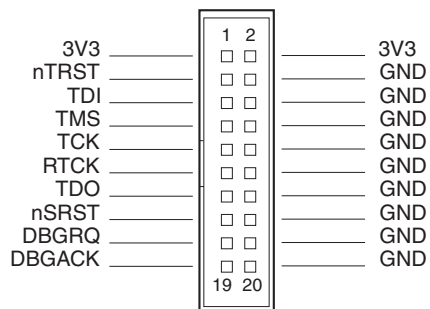 1 2
3V3 3V3
nTRST GND
TDI GND
TMS GND
TCK GND
RTCK GND
TDO GND
nSRST GND
DBGRQ GND
DBGACK GND
19 20